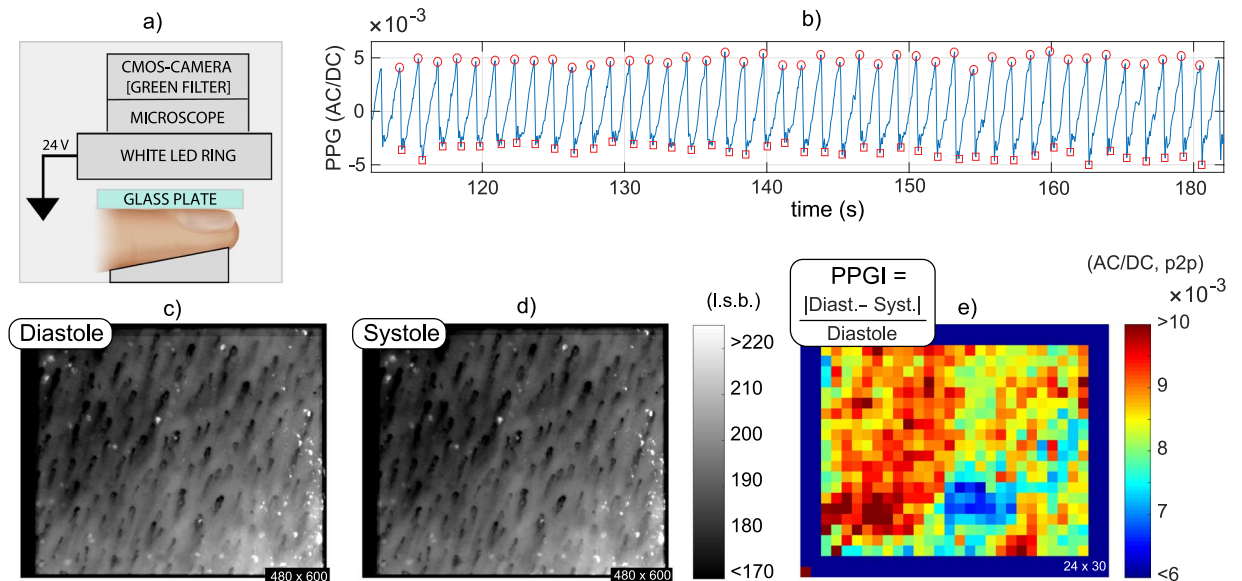 a)
CMOS-CAMERA
[GREEN FILTER]
MICROSCOPE
24 V
WHITE LED RING
GLASS PLATE
b)
×10⁻³
PPG (AC/DC)
5
0
-5
120
130
140
150
160
170
180
time (s)
c)
Diastole
480 x 600
d)
Systole
480 x 600
(l.s.b.)
>220
210
200
190
180
<170
PPGI =
|Diast.– Syst.|
Diastole
e)
24 x 30
(AC/DC, p2p)
×10⁻³
>10
9
8
7
<6